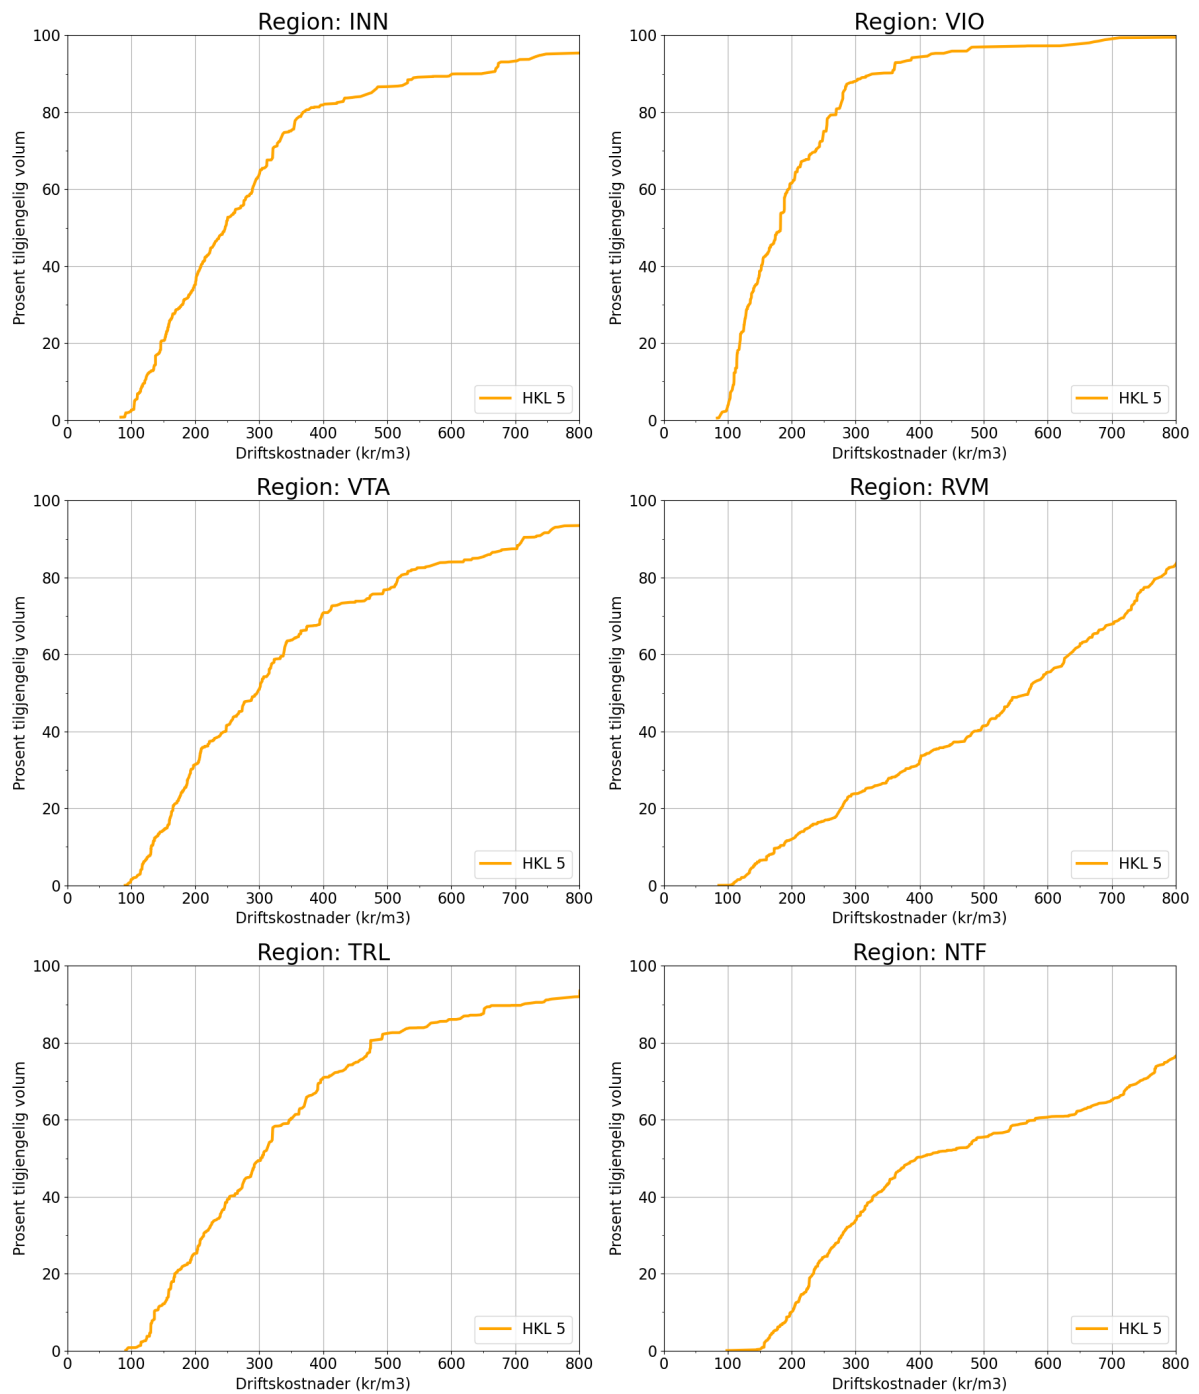 Region: INN
100
80
60
40
20
0
Prosent tilgjengelig volum
HKL 5
0 100 200 300 400 500 600 700 800
Driftskostnader (kr/m3)
Region: VIO
100
80
60
40
20
0
Prosent tilgjengelig volum
HKL 5
0 100 200 300 400 500 600 700 800
Driftskostnader (kr/m3)
Region: VTA
100
80
60
40
20
0
Prosent tilgjengelig volum
HKL 5
0 100 200 300 400 500 600 700 800
Driftskostnader (kr/m3)
Region: RVM
100
80
60
40
20
0
Prosent tilgjengelig volum
HKL 5
0 100 200 300 400 500 600 700 800
Driftskostnader (kr/m3)
Region: TRL
100
80
60
40
20
0
Prosent tilgjengelig volum
HKL 5
0 100 200 300 400 500 600 700 800
Driftskostnader (kr/m3)
Region: NTF
100
80
60
40
20
0
Prosent tilgjengelig volum
HKL 5
0 100 200 300 400 500 600 700 800
Driftskostnader (kr/m3)